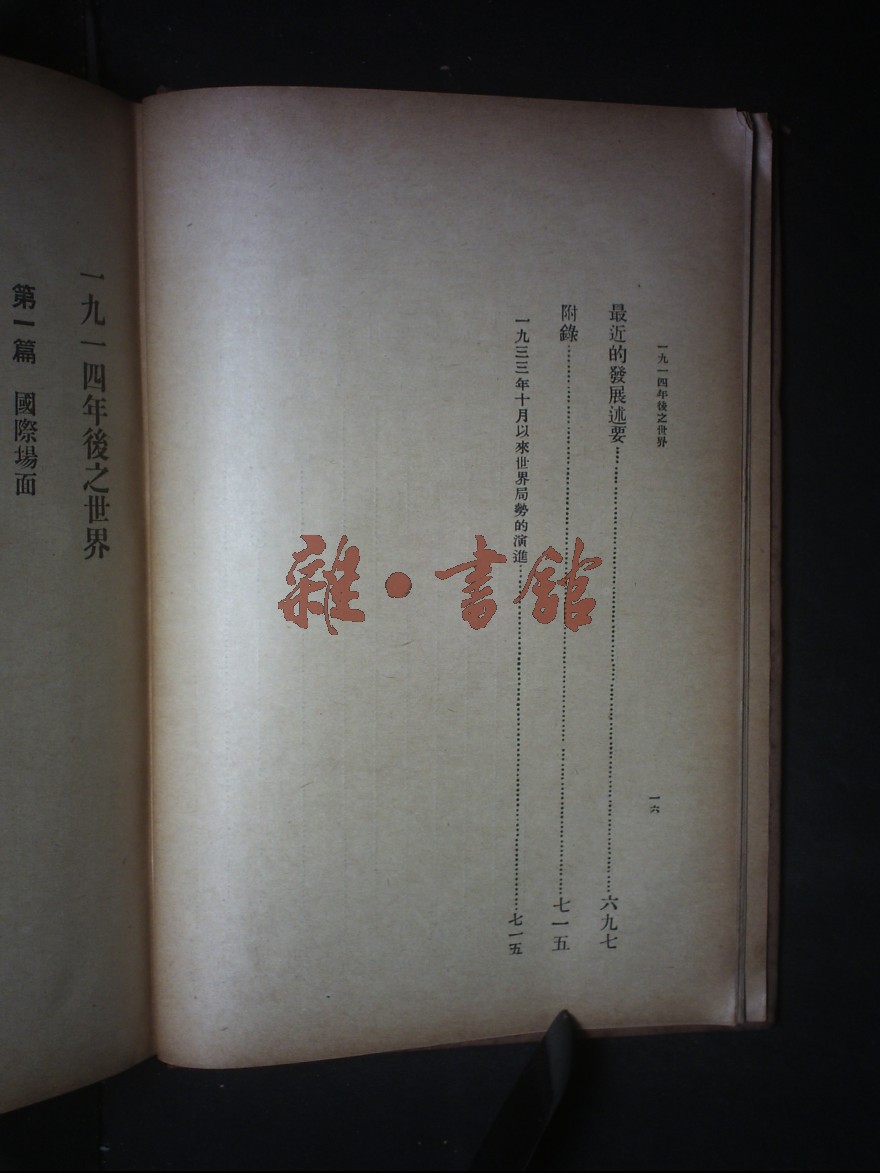 一九一四年後之世界
一六
最近的發展述要……六九七
附錄……七一五
一九三三年十月以來世界局勢的演進……七一五
一九一四年後之世界
第一篇 國際場面
雜·書館